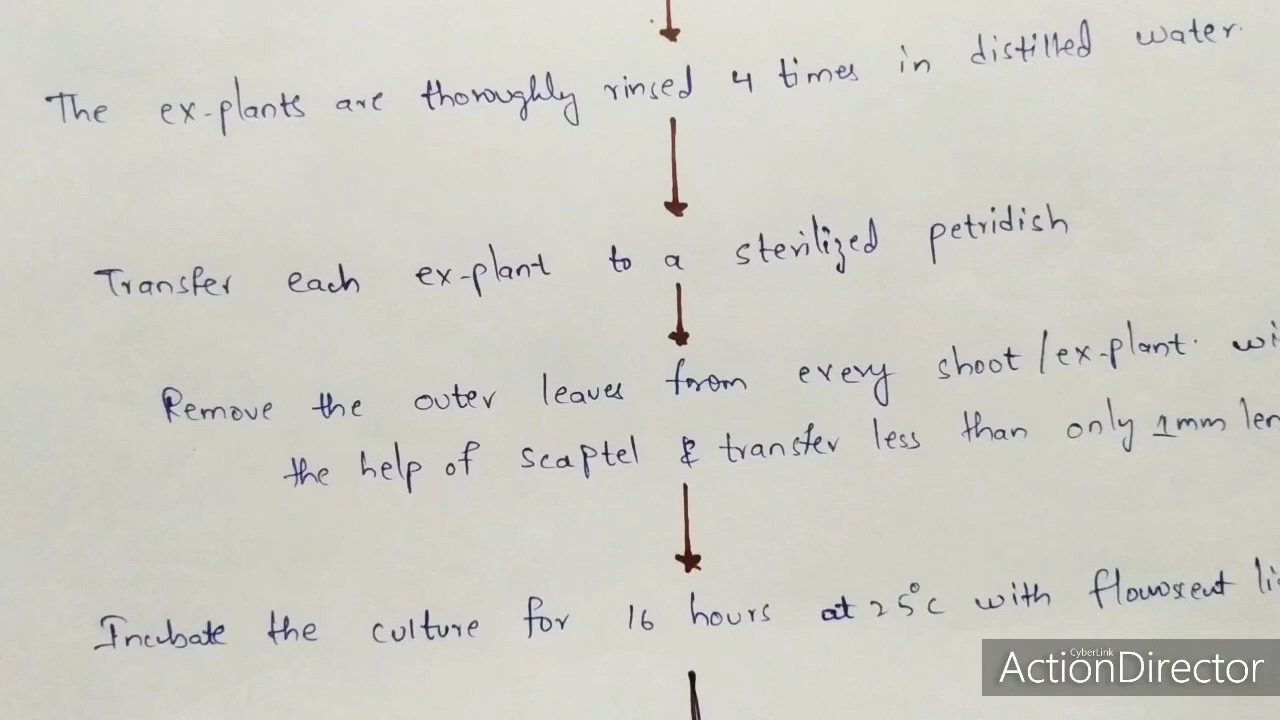 The ex-plants are thoroughly rinsed 4 times in distilled water.
Transfer each ex-plant to a sterilized petridish
Remove the outer leaves from every shoot/ex-plant. wi
the help of scaptel & transfer less than only 1mm len
Incubate the culture for 16 hours at 25°c with li
CyberLink
ActionDirector